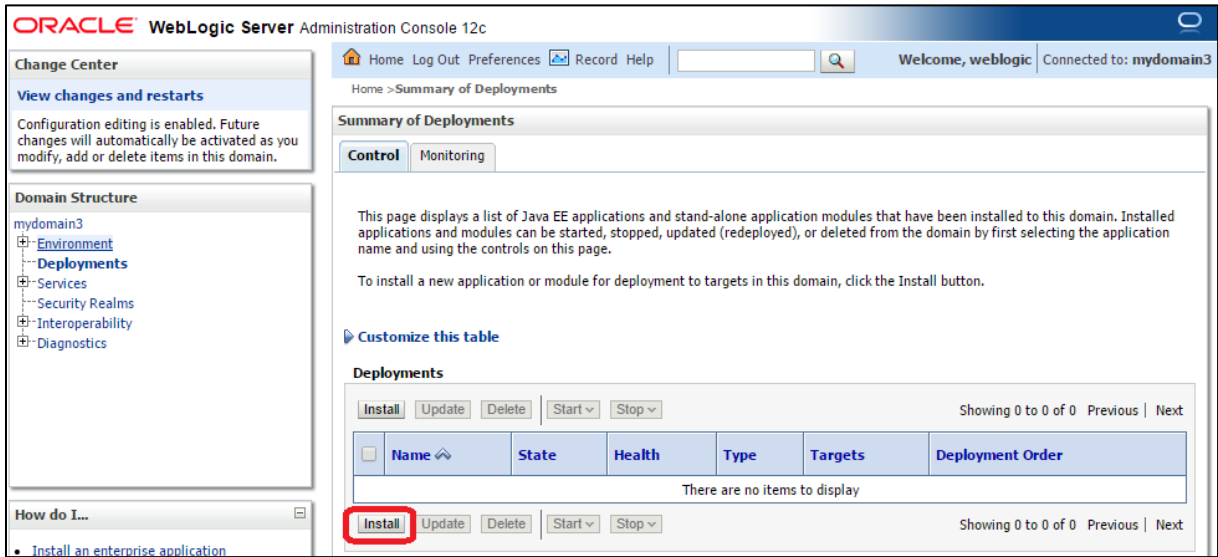 ORACLE WebLogic Server Administration Console 12c
Change Center
View changes and restarts
Configuration editing is enabled. Future
changes will automatically be activated as you
modify, add or delete items in this domain.
Domain Structure
mydomain3
Environment
Deployments
Services
Security Realms
Interoperability
Diagnostics
How do I...
Install an enterprise application
Home Log Out Preferences Record Help
Welcome, weblogic Connected to: mydomain3
Home >Summary of Deployments
Summary of Deployments
Control Monitoring
This page displays a list of Java EE applications and stand-alone application modules that have been installed to this domain. Installed
applications and modules can be started, stopped, updated (redeployed), or deleted from the domain by first selecting the application
name and using the controls on this page.
To install a new application or module for deployment to targets in this domain, click the Install button.
Customize this table
Deployments
Install Update Delete Start Stop Showing 0 to 0 of 0 Previous | Next
Name State Health Type Targets Deployment Order
There are no items to display
Install Update Delete Start Stop Showing 0 to 0 of 0 Previous | Next